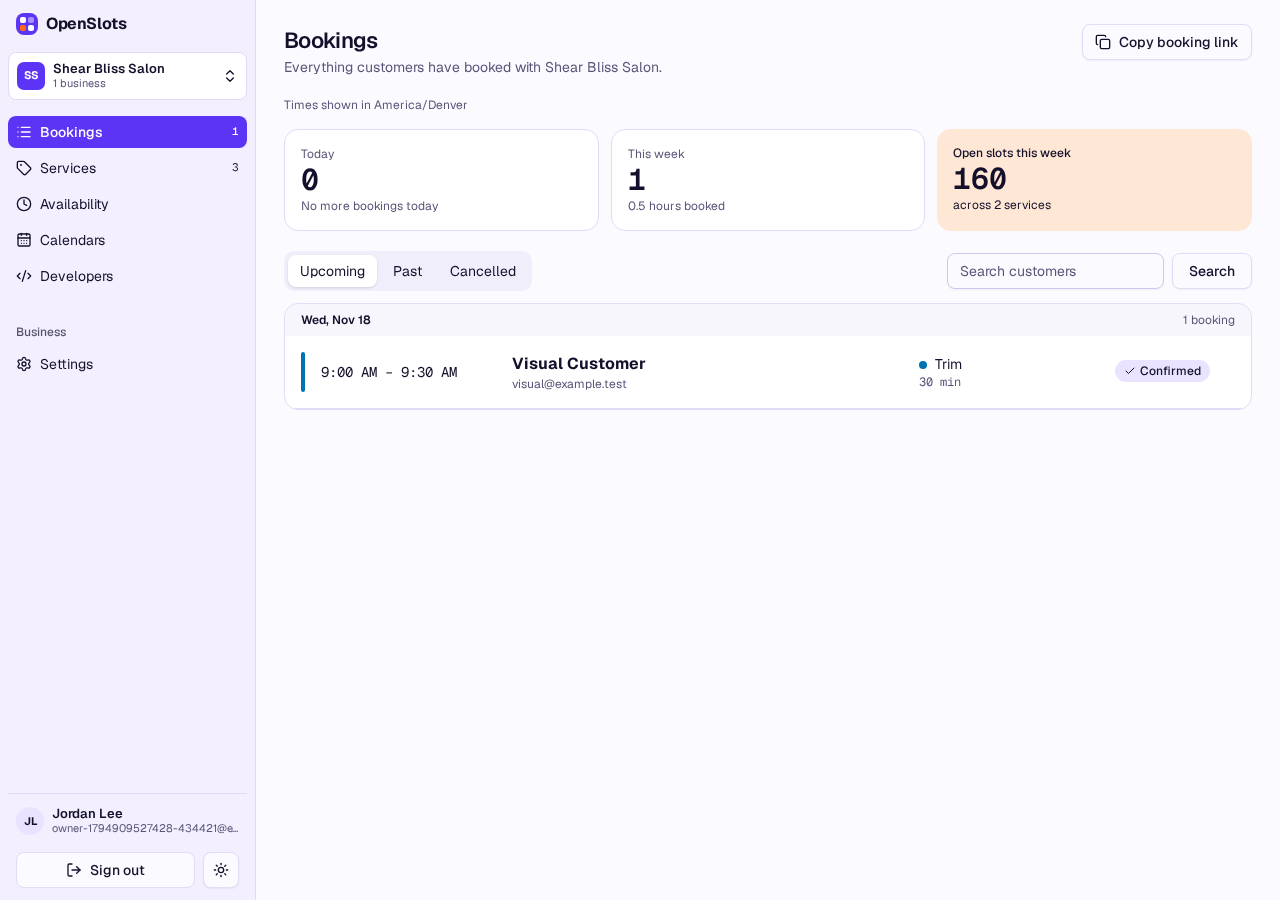 OpenSlots
SS
Shear Bliss Salon
1 business
Bookings 1
Services 3
Availability
Calendars
Developers
Business
Settings
JL
Jordan Lee
owner-1794909527428-434421@e…
Sign out
Bookings
Everything customers have booked with Shear Bliss Salon.
Copy booking link
Times shown in America/Denver
Today
0
No more bookings today
This week
1
0.5 hours booked
Open slots this week
160
across 2 services
Upcoming Past Cancelled
Search customers Search
Wed, Nov 18 1 booking
9:00 AM – 9:30 AM
Visual Customer
visual@example.test
Trim
30 min
Confirmed